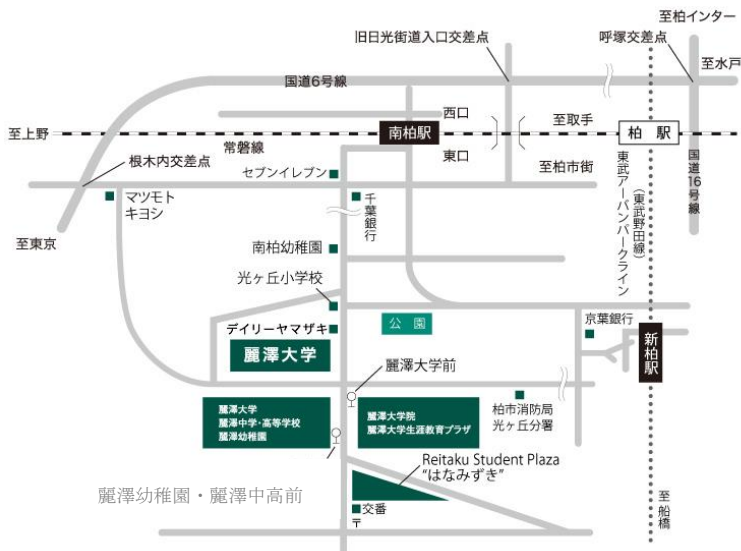 至柏インター
旧日光街道入口交差点
呼塚交差点
至水戸
国道6号線
西口
至取手
至上野
南柏駅
柏 駅
常磐線
東口
根木内交差点
セブンイレブン
至柏市街
国道16号線
マツモト
キヨシ
千葉銀行
東武アーバンパークライン
(東武野田線)
至東京
南柏幼稚園
光ヶ丘小学校
公 園
京葉銀行
デイリーヤマザキ
新柏駅
麗澤大学
麗澤大学前
麗澤大学
麗澤中学・高等学校
麗澤幼稚園
麗澤大学院
麗澤大学生涯教育プラザ
柏市消防局
光ヶ丘分署
Reitaku Student Plaza
“はなみずき”
麗澤幼稚園・麗澤中高前
交番
〒
至船橋